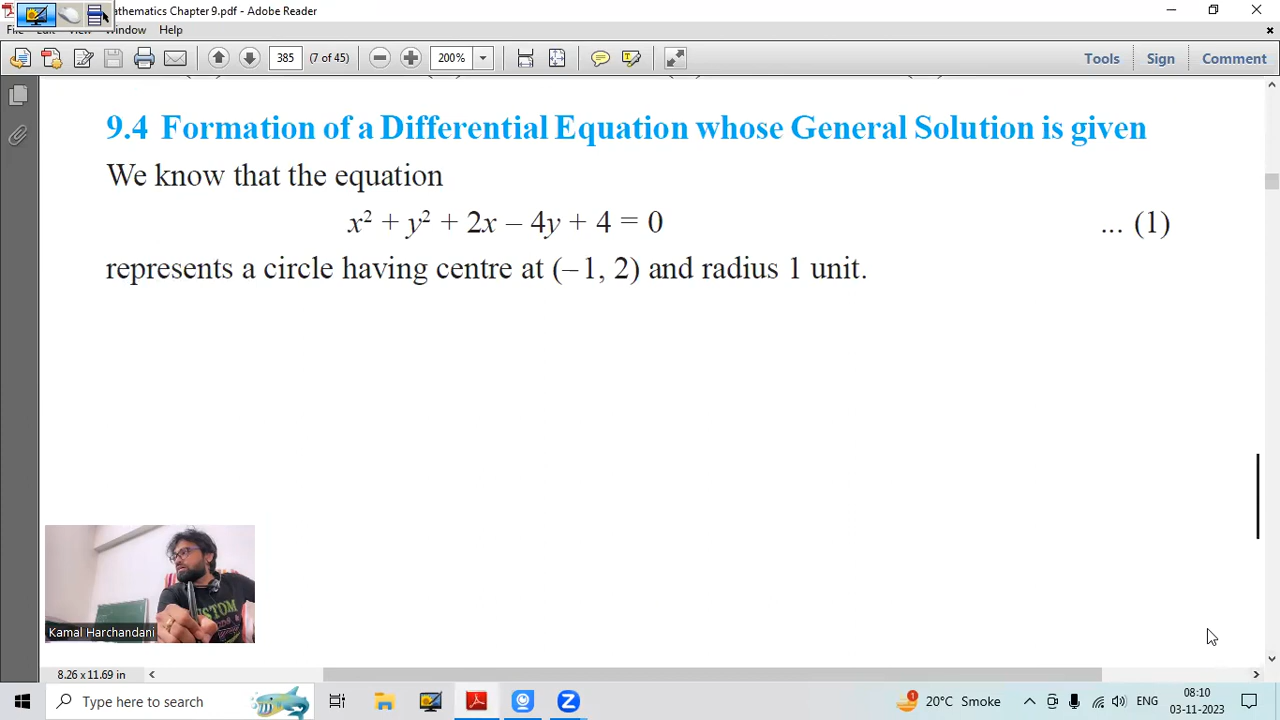 athematics Chapter 9.pdf - Adobe Reader
File Edit View Window Help
385 (7 of 45) 200% Tools Sign Comment
9.4 Formation of a Differential Equation whose General Solution is given
We know that the equation
x² + y² + 2x – 4y + 4 = 0 ... (1)
represents a circle having centre at (–1, 2) and radius 1 unit.
CUSTOM
Kamal Harchandani
8.26 x 11.69 in
Type here to search 1 20°C Smoke ENG 08:10
03-11-2023